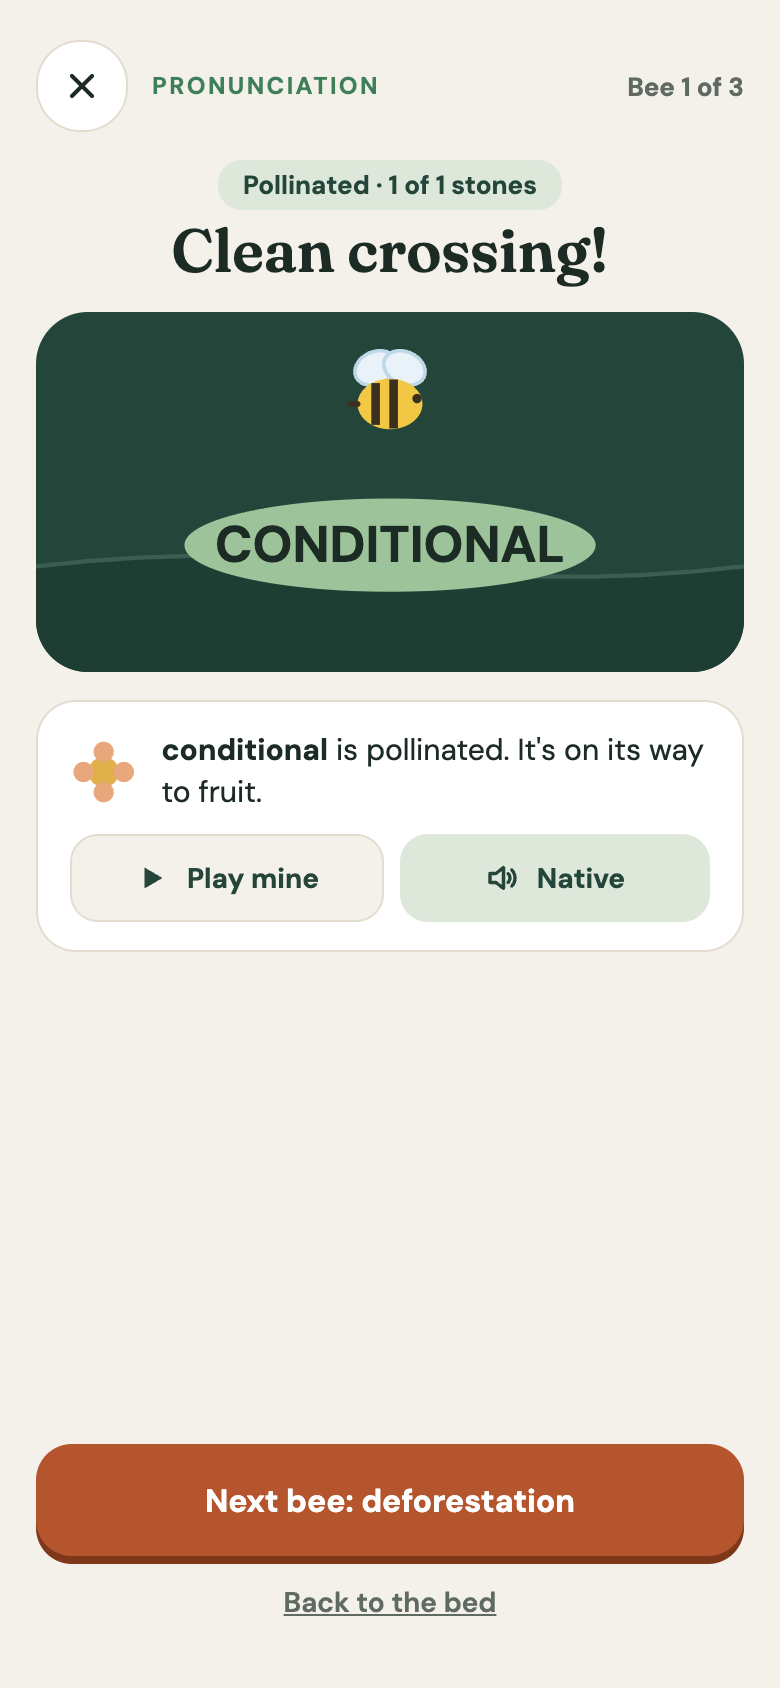 PRONUNCIATION
Bee 1 of 3
Pollinated · 1 of 1 stones
Clean crossing!
CONDITIONAL
conditional is pollinated. It's on its way
to fruit.
Play mine
Native
Next bee: deforestation
Back to the bed